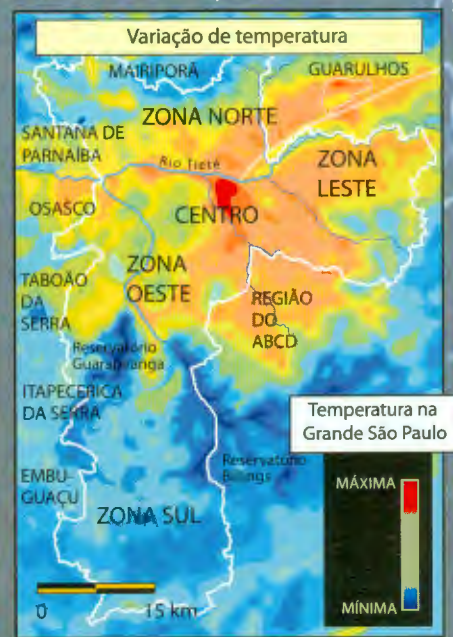 Variação de temperatura
MAIRIPORÃ
GUARULHOS
ZONA NORTE
SANTANA DE
PARNAÍBA
Rio Tietê
ZONA
LESTE
OSASCO
CENTRO
ZONA
OESTE
TABOÃO
DA
SERRA
REGIÃO
DO
ABCD
Reservatório
Guarapiranga
ITAPECERICA
DA SERRA
Temperatura na
Grande São Paulo
Reservatório
Billings
EMBU-
GUAÇU
ZONA SUL
MÁXIMA
MÍNIMA
0 15 km